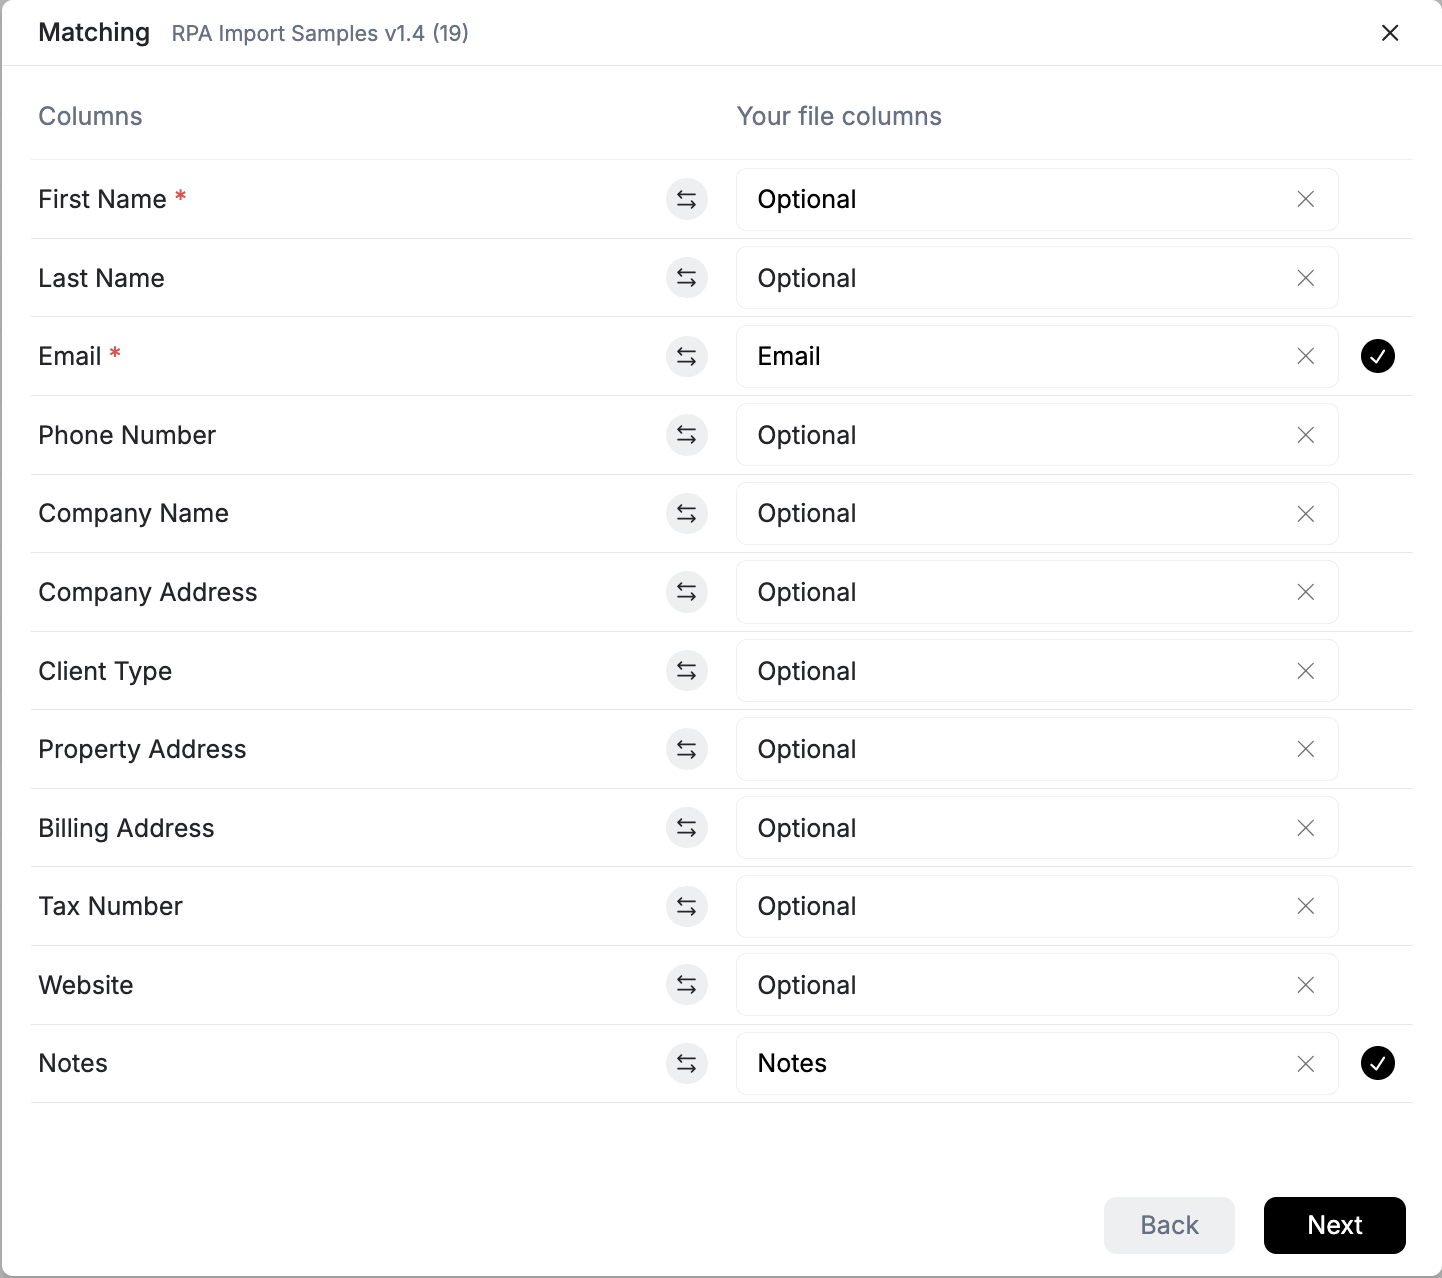 Matching RPA Import Samples v1.4 (19)
Columns Your file columns
First Name * Optional
Last Name Optional
Email * Email
Phone Number Optional
Company Name Optional
Company Address Optional
Client Type Optional
Property Address Optional
Billing Address Optional
Tax Number Optional
Website Optional
Notes Notes
Back Next